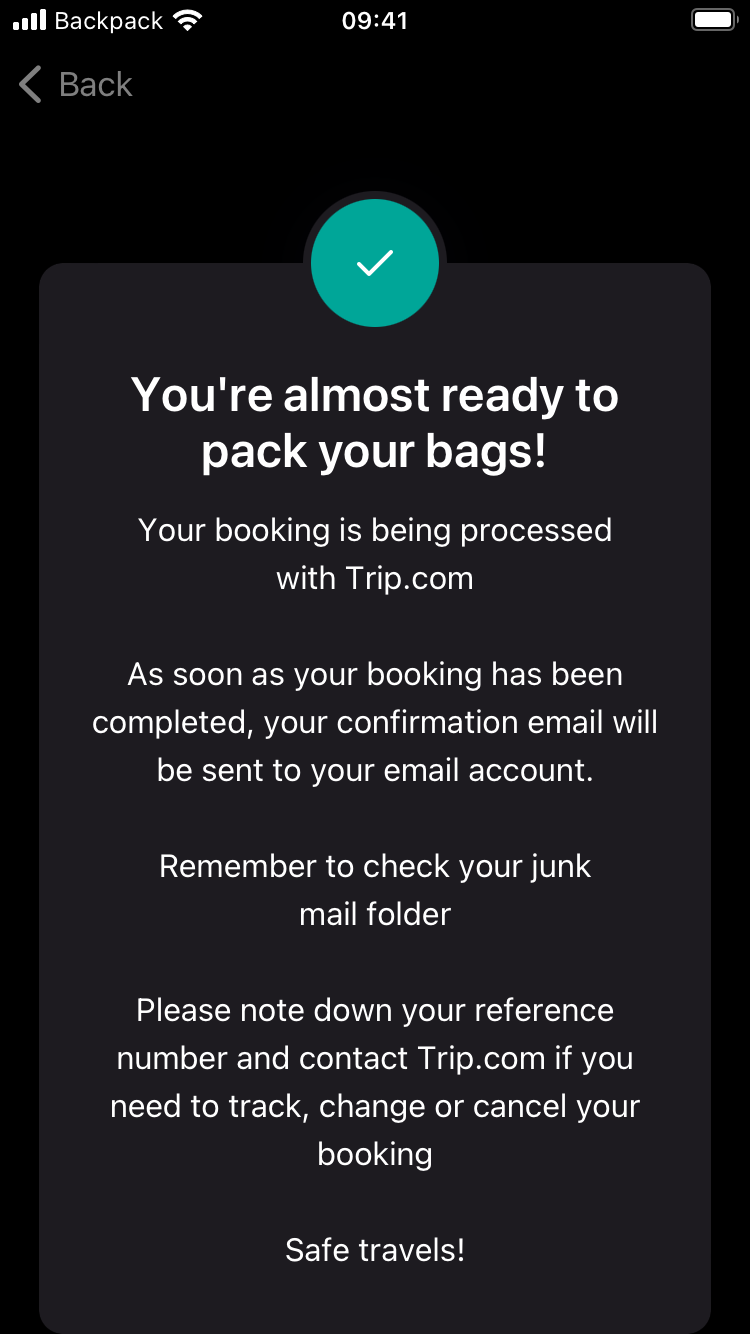 Backpack 09:41
Back
You're almost ready to
pack your bags!
Your booking is being processed
with Trip.com
As soon as your booking has been
completed, your confirmation email will
be sent to your email account.
Remember to check your junk
mail folder
Please note down your reference
number and contact Trip.com if you
need to track, change or cancel your
booking
Safe travels!